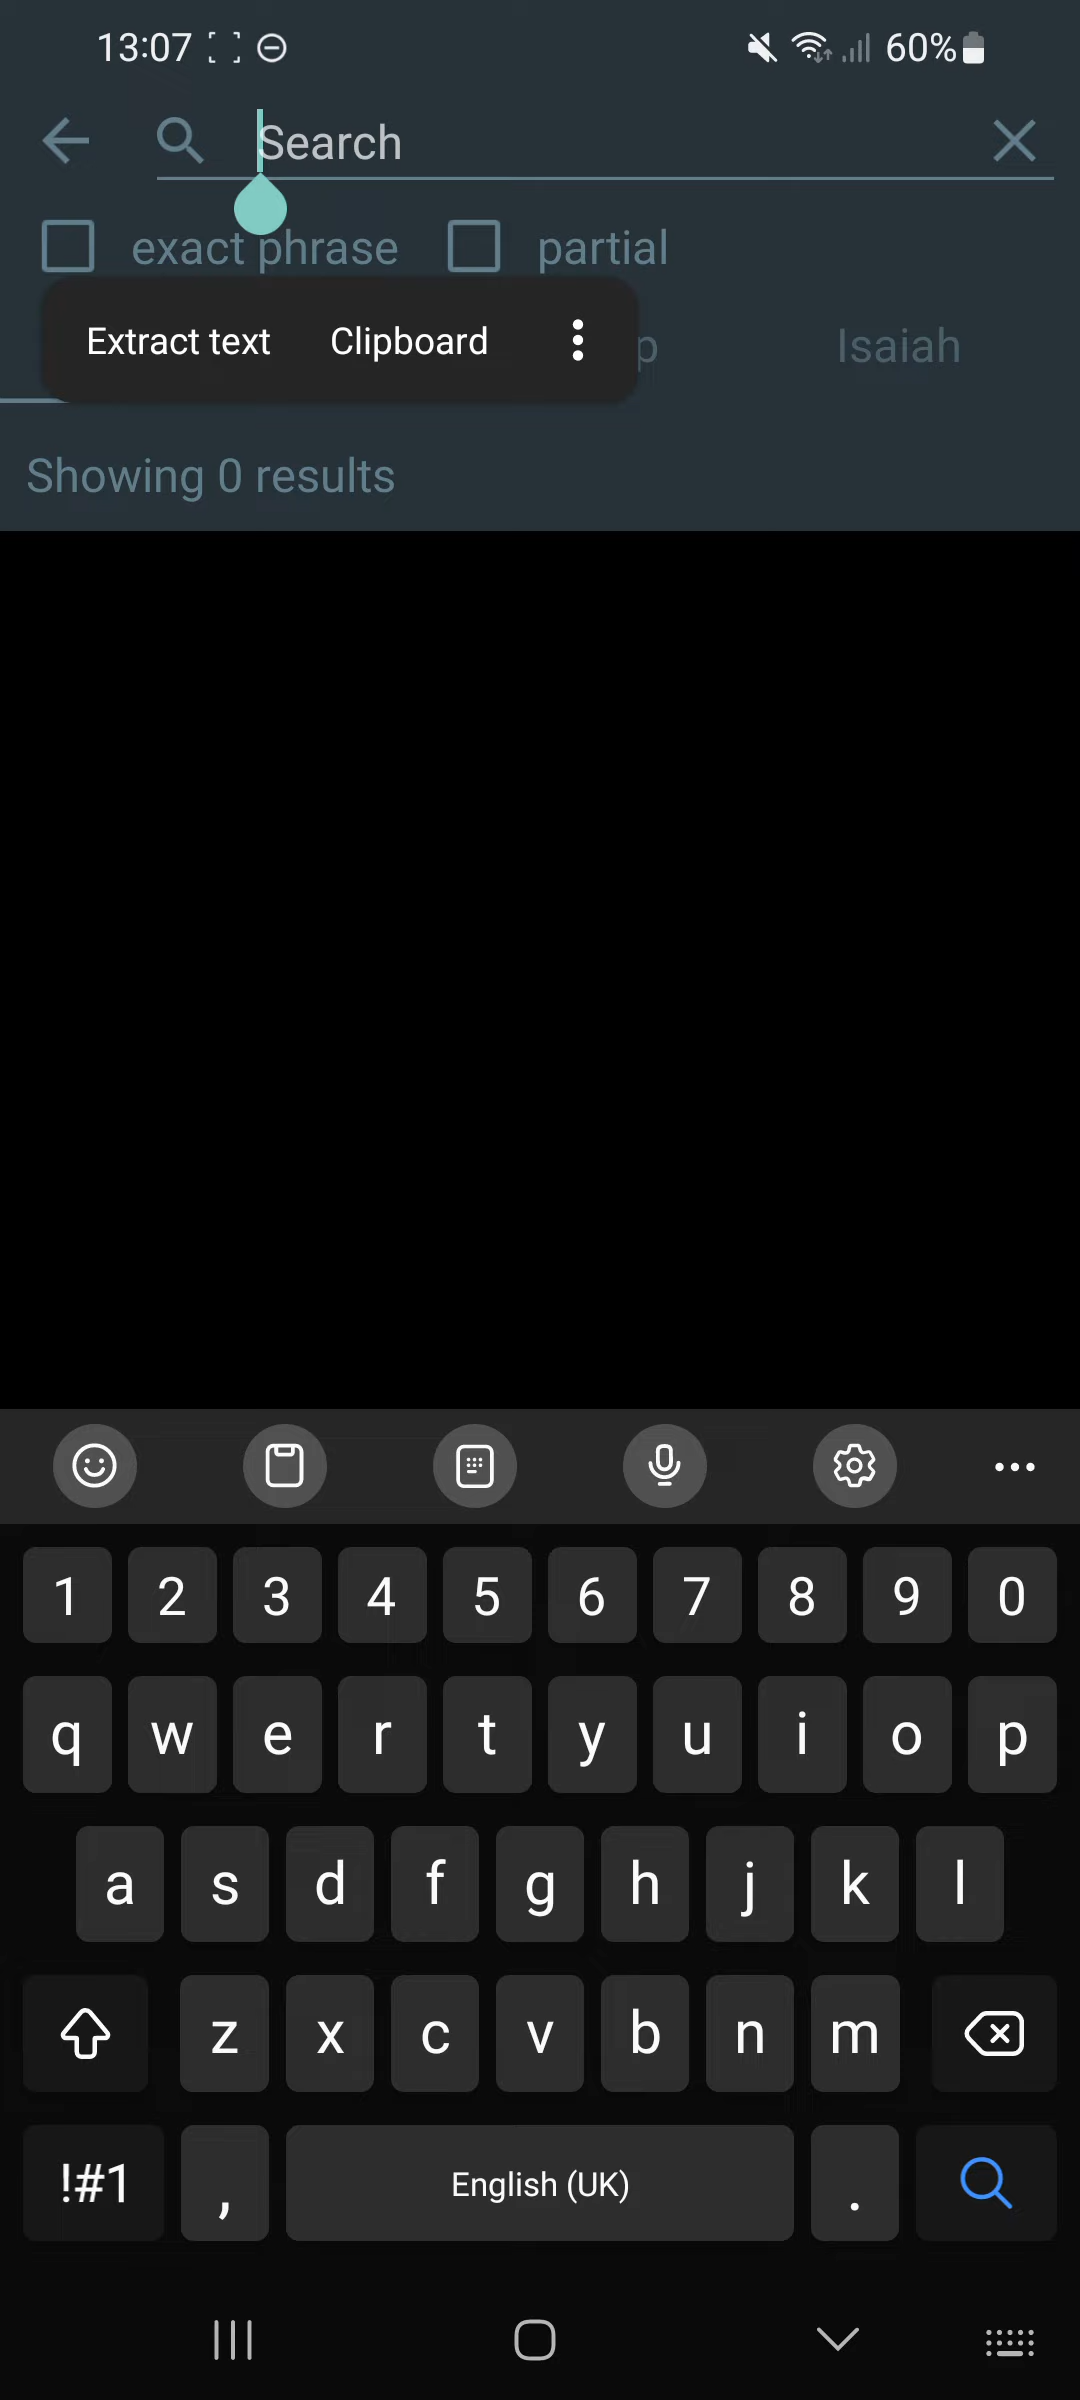 13:07 60%
Search
exact phrase partial
Extract text Clipboard p Isaiah
Showing 0 results
1 2 3 4 5 6 7 8 9 0
q w e r t y u i o p
a s d f g h j k l
z x c v b n m
!#1 , English (UK) .